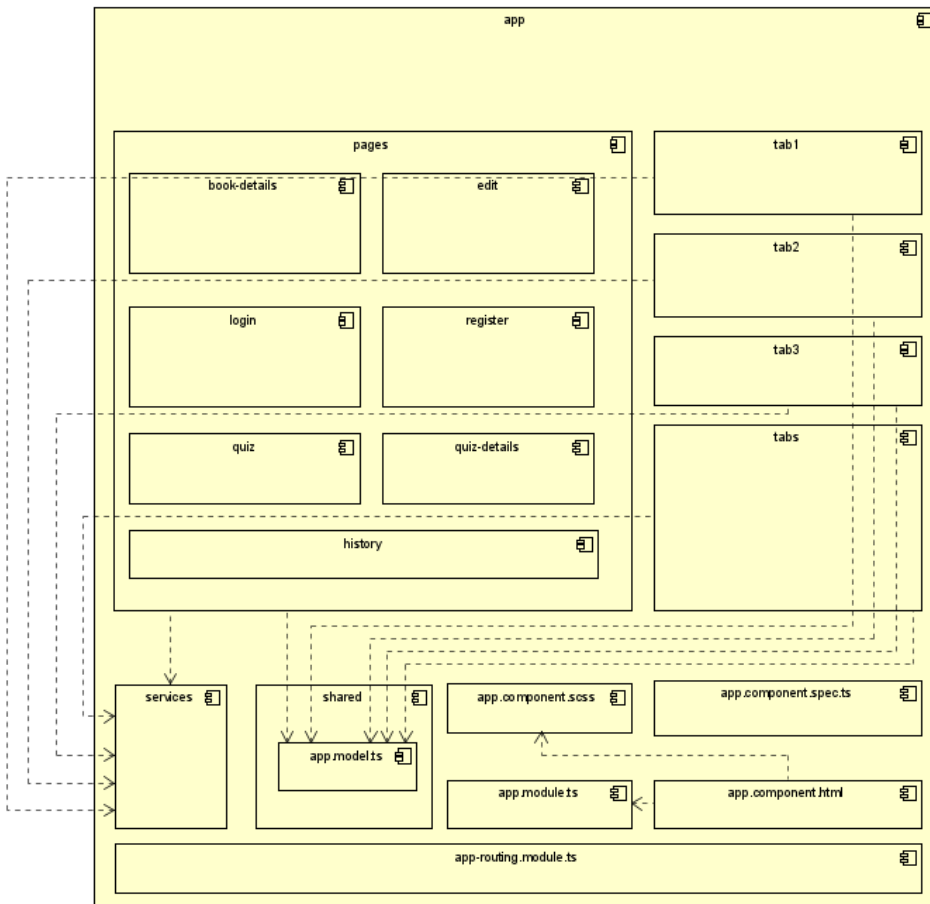 app
pages
tab1
book-details
edit
tab2
login
register
tab3
quiz
quiz-details
tabs
history
services
shared
app.component.scss
app.component.spec.ts
app.model.ts
app.module.ts
app.component.html
app-routing.module.ts